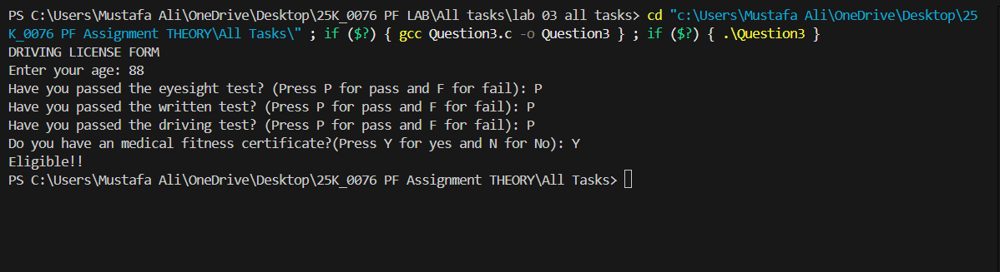 PS C:\Users\Mustafa Ali\OneDrive\Desktop\25K_0076 PF LAB\All tasks\lab 03 all tasks> cd "c:\Users\Mustafa Ali\OneDrive\Desktop\25
K_0076 PF Assignment THEORY\All Tasks\" ; if ($?) { gcc Question3.c -o Question3 } ; if ($?) { .\Question3 }
DRIVING LICENSE FORM
Enter your age: 88
Have you passed the eyesight test? (Press P for pass and F for fail): P
Have you passed the written test? (Press P for pass and F for fail): P
Have you passed the driving test? (Press P for pass and F for fail): P
Do you have an medical fitness certificate?(Press Y for yes and N for No): Y
Eligible!!
PS C:\Users\Mustafa Ali\OneDrive\Desktop\25K_0076 PF Assignment THEORY\All Tasks>